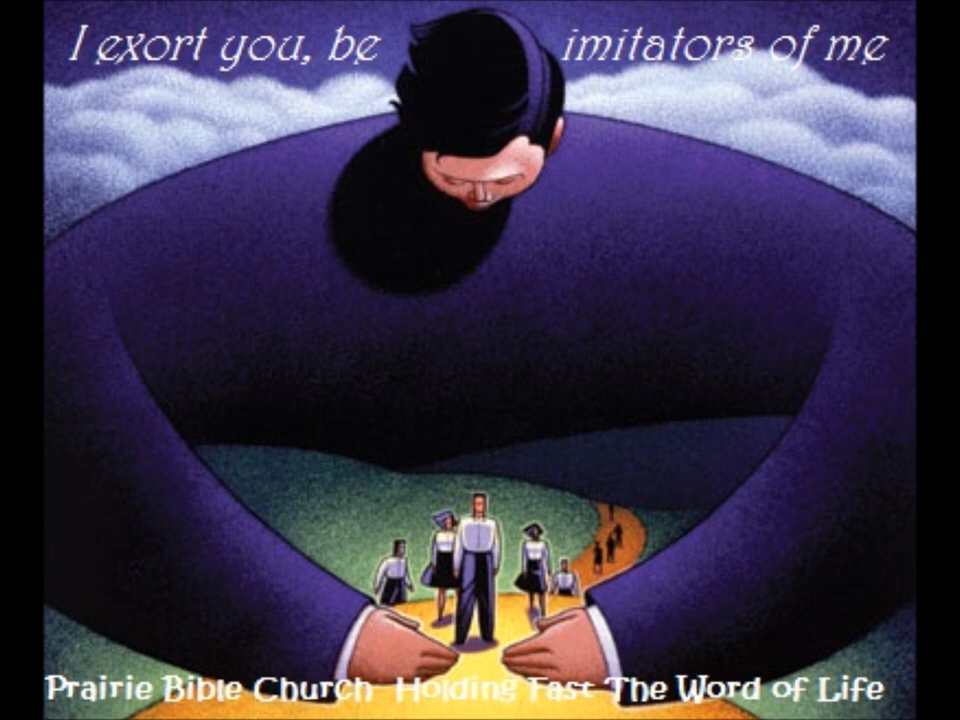 I exort you, be imitators of me
Prairie Bible Church Holding Fast The Word of Life